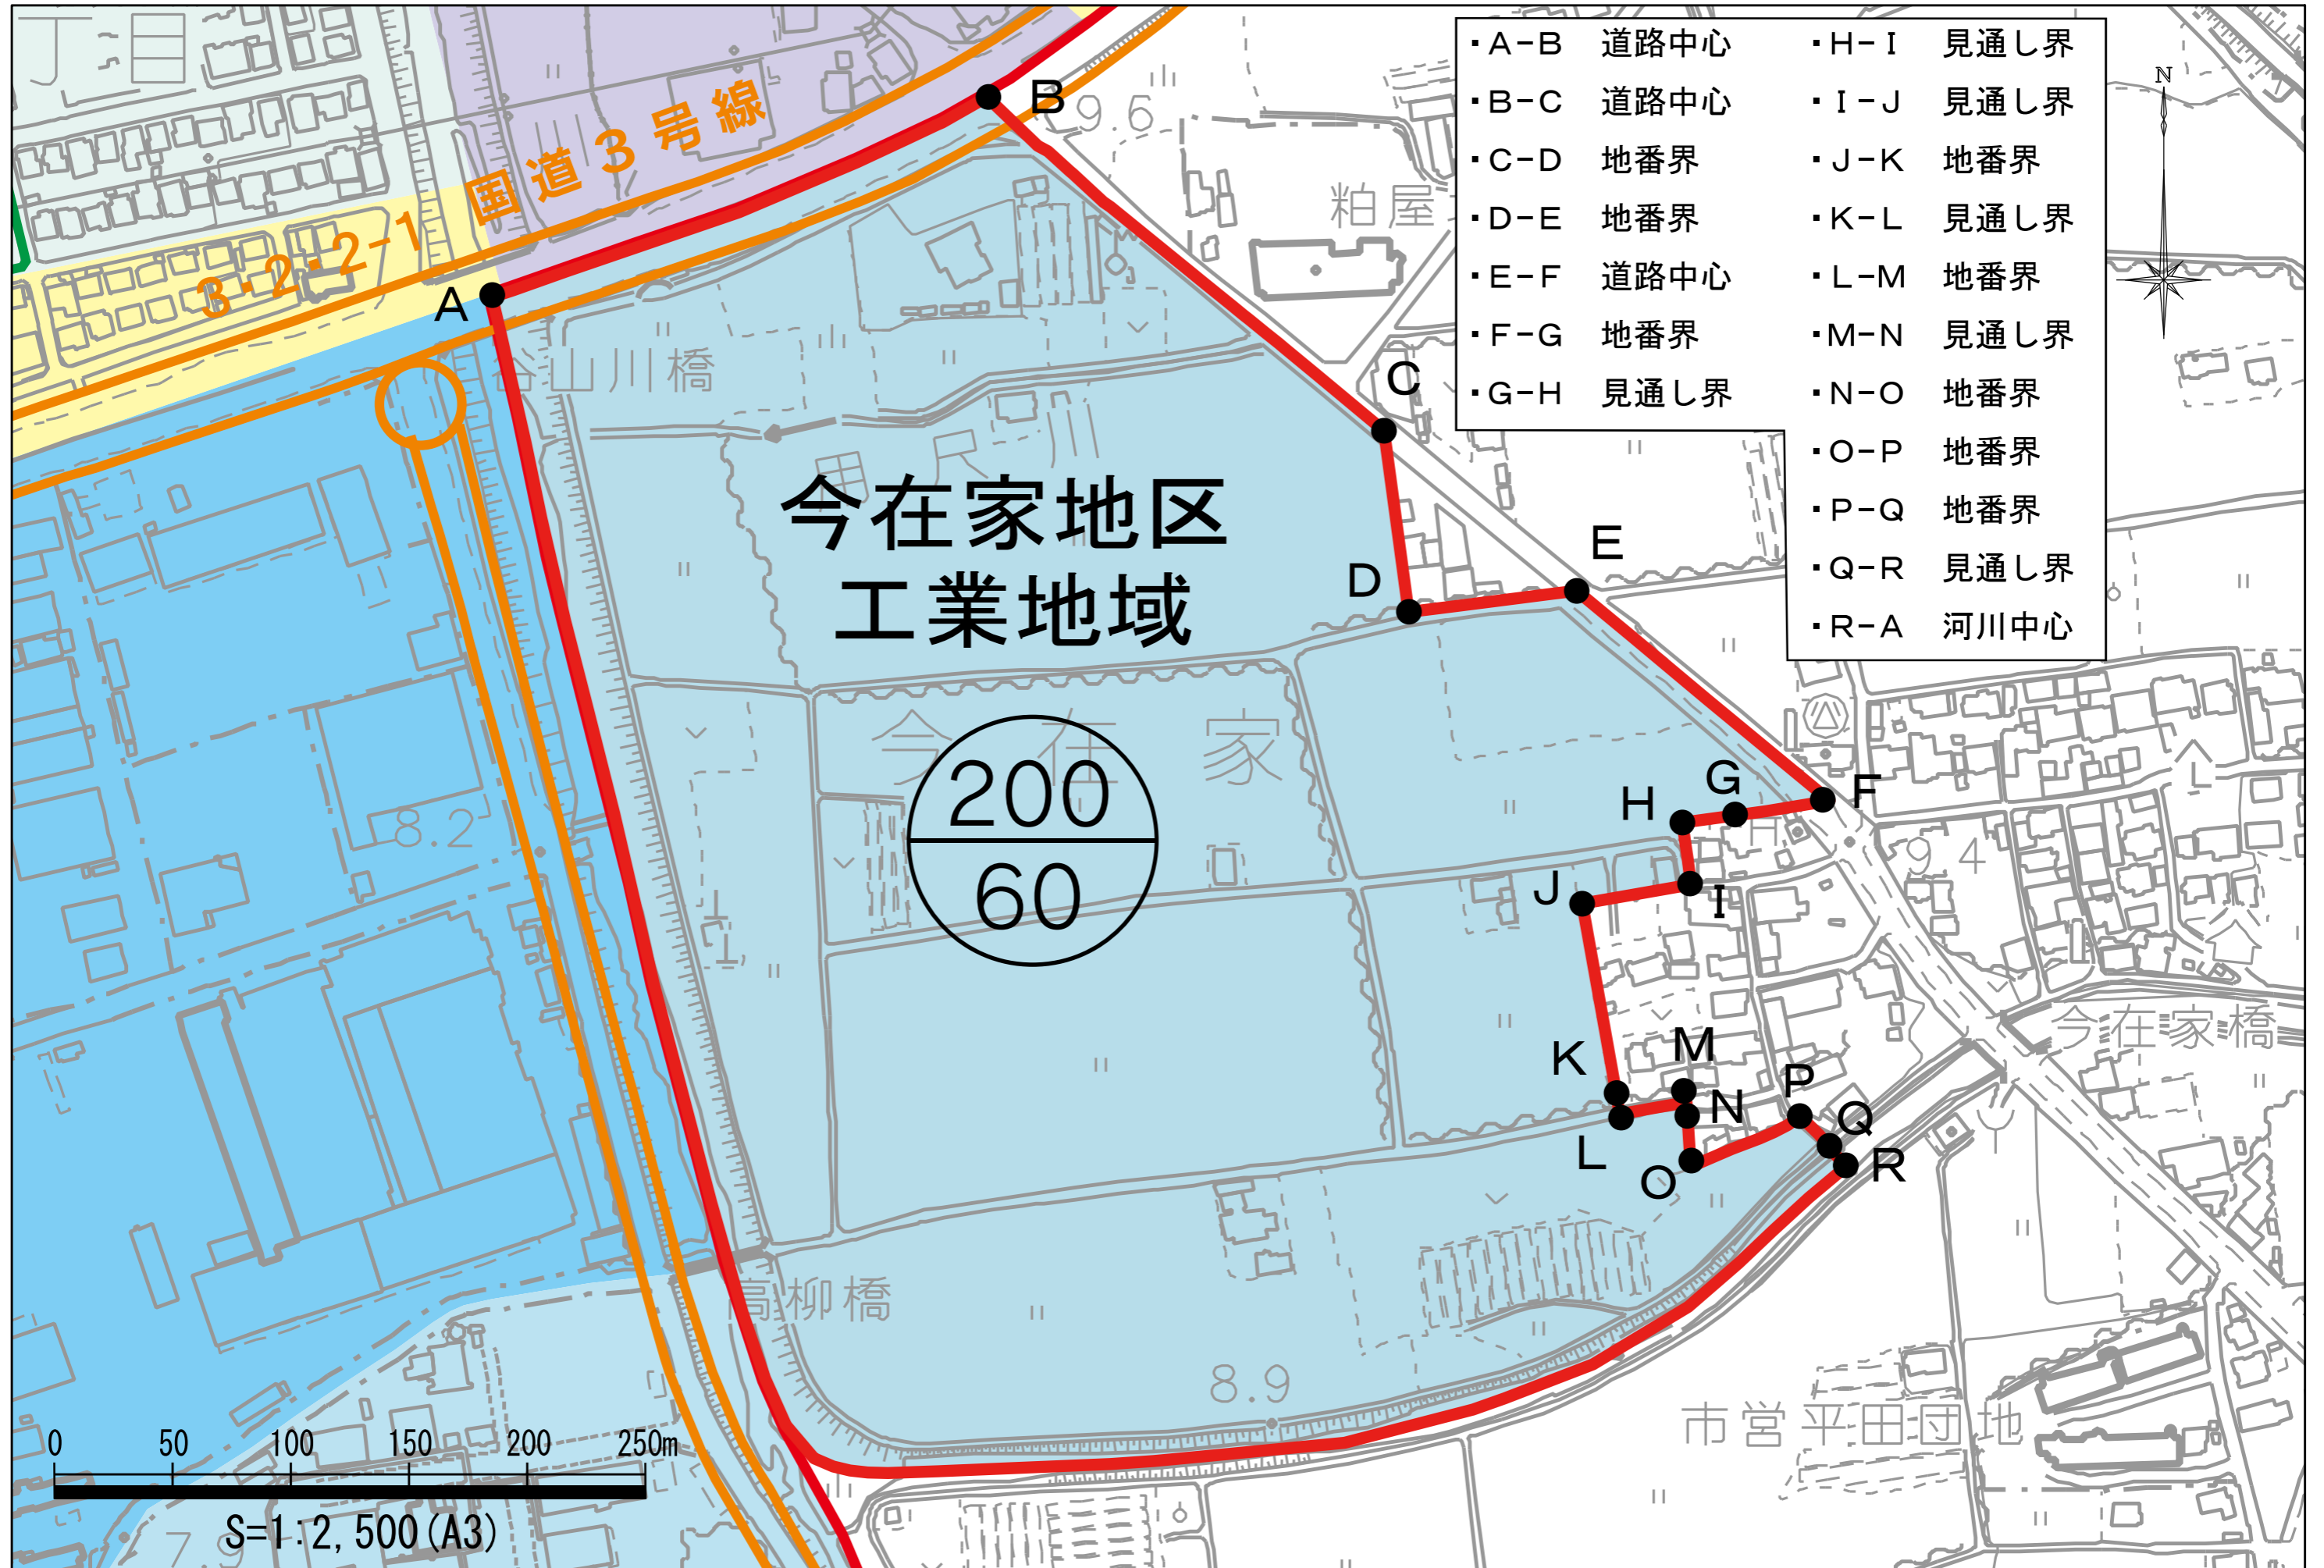 丁目
国道3号線
3・2・2-1
A
B
9.6
粕屋
谷山川橋
C
今在家地区
工業地域
D
E
今在家
200
60
8.2
F
G
H
I
J
9.4
K
L
M
N
O
P
Q
R
今在家橋
高柳橋
8.9
市営平田団地
7.9
・A-B 道路中心
・B-C 道路中心
・C-D 地番界
・D-E 地番界
・E-F 道路中心
・F-G 地番界
・G-H 見通し界
・H-I 見通し界
・I-J 見通し界
・J-K 地番界
・K-L 見通し界
・L-M 地番界
・M-N 見通し界
・N-O 地番界
・O-P 地番界
・P-Q 地番界
・Q-R 見通し界
・R-A 河川中心
N
0 50 100 150 200 250m
S=1:2,500(A3)